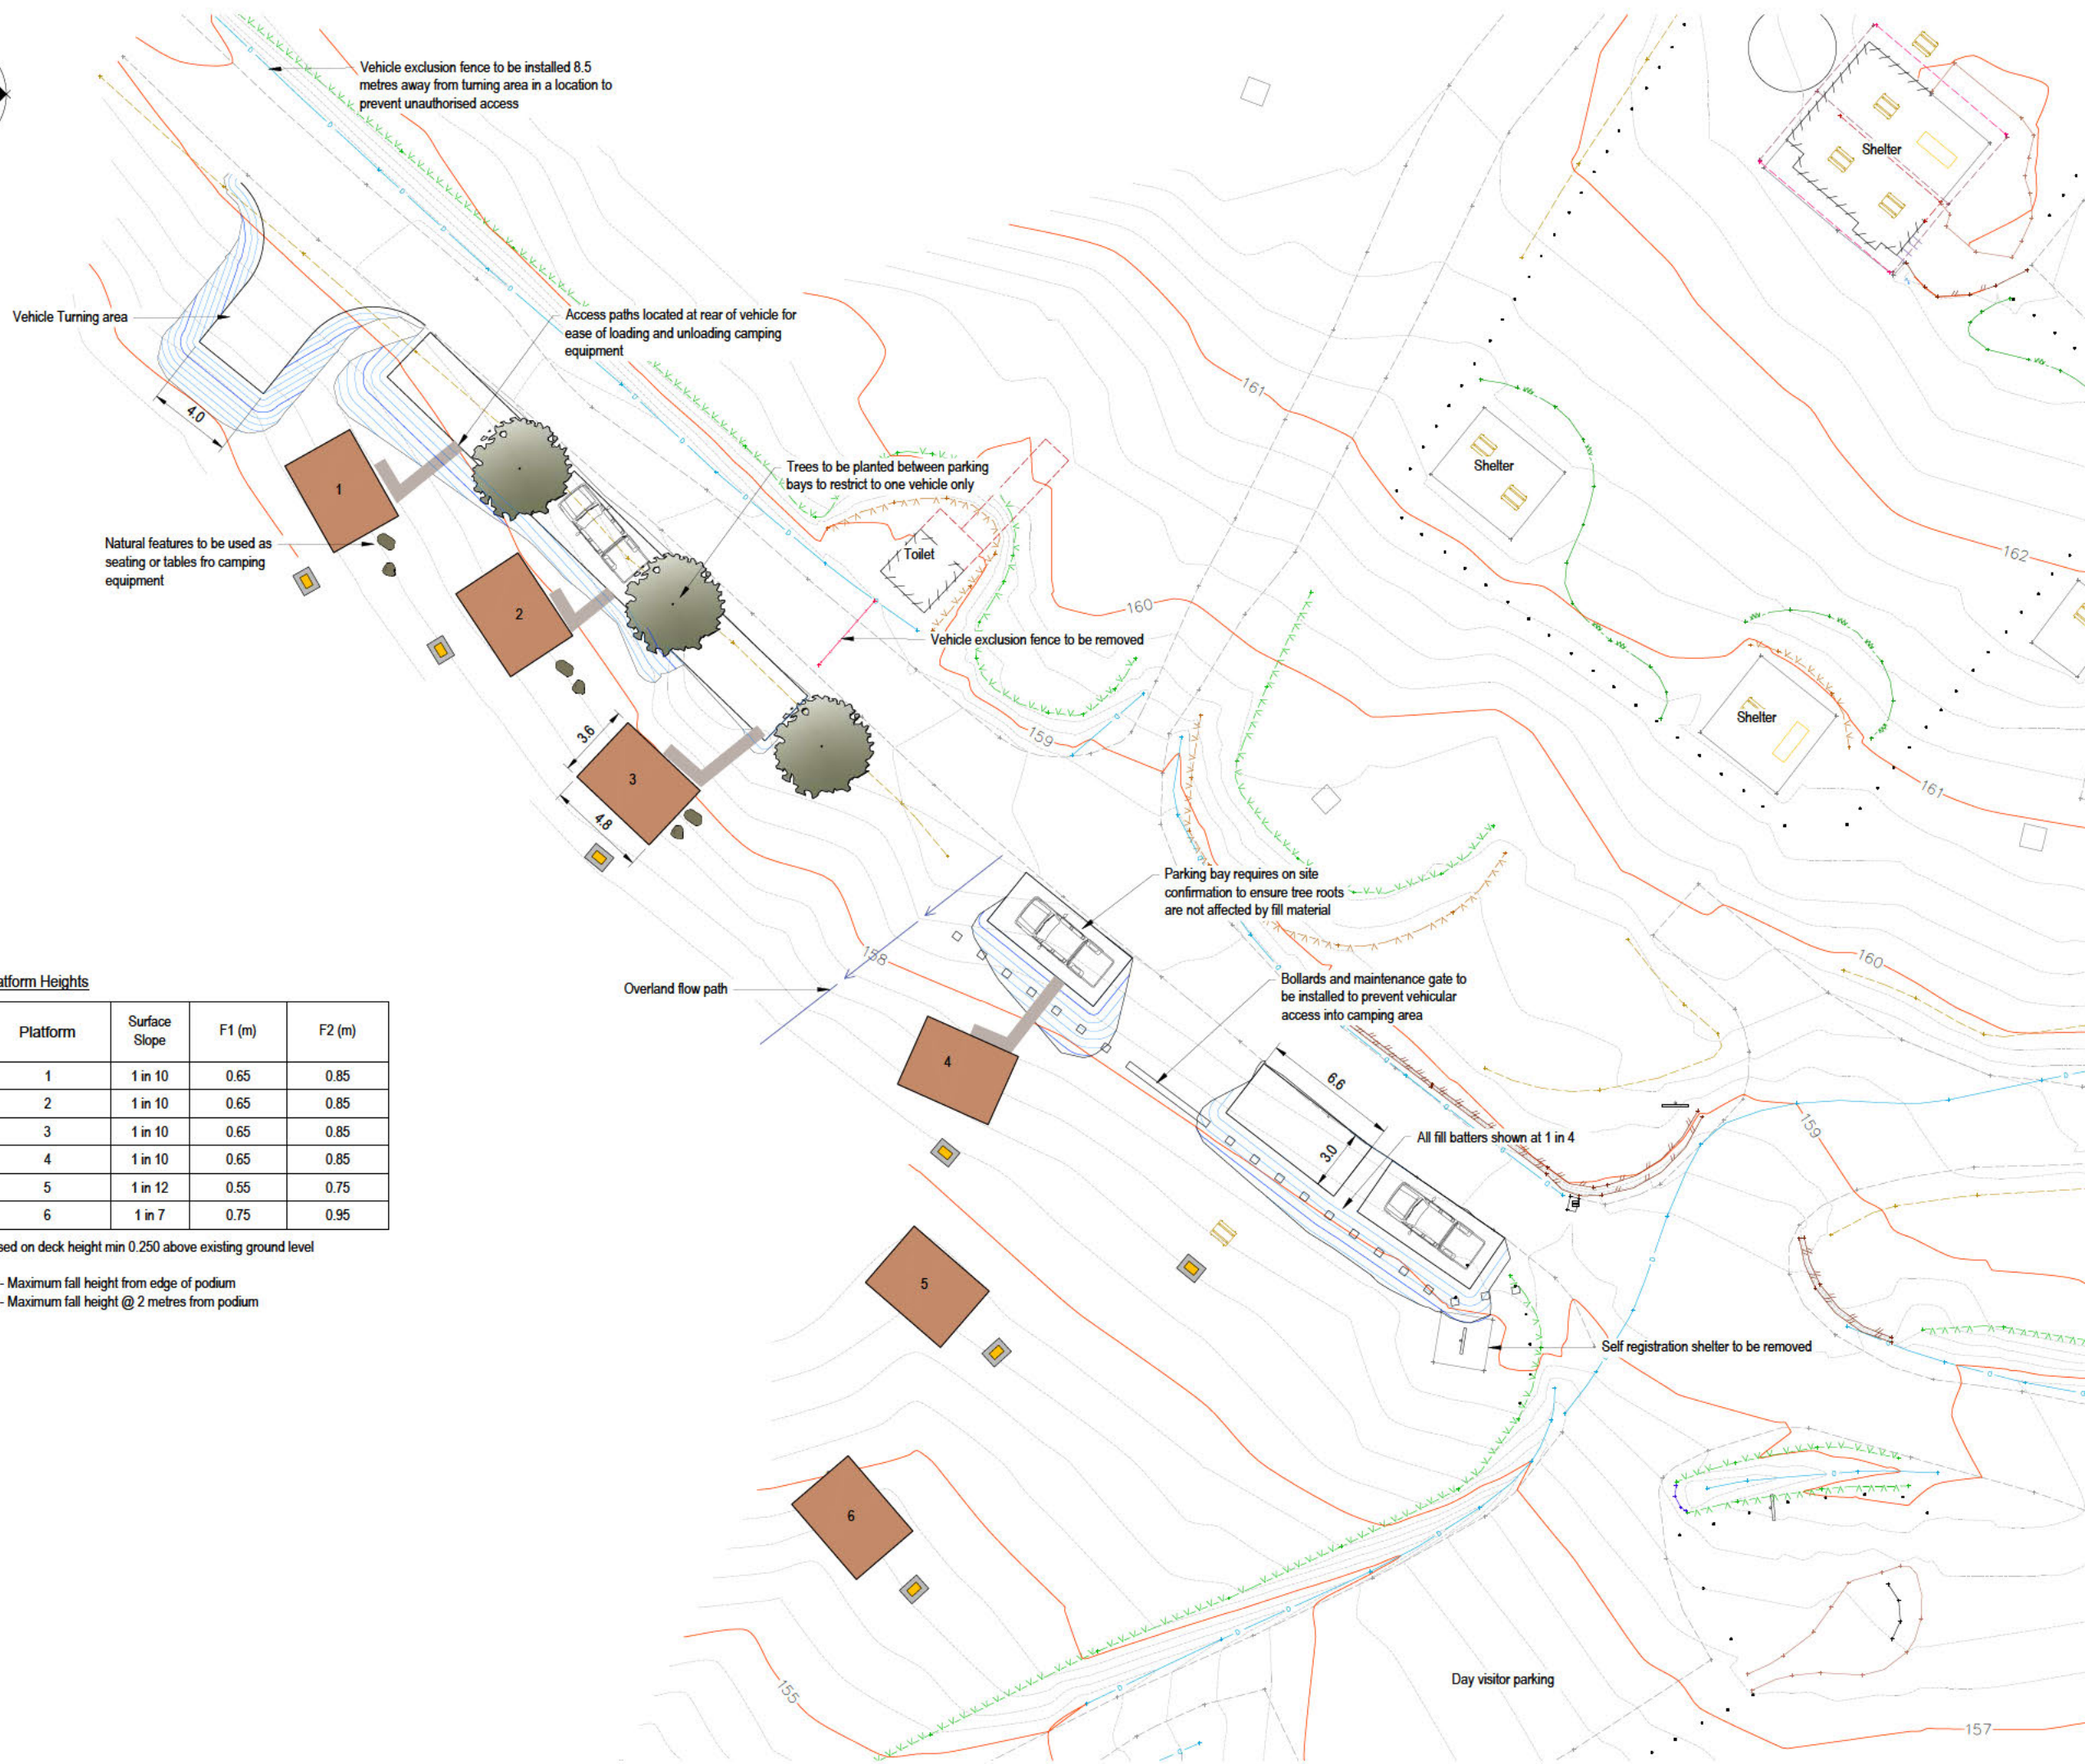 Vehicle exclusion fence to be installed 8.5
metres away from turning area in a location to
prevent unauthorised access
Shelter
Vehicle Turning area
Access paths located at rear of vehicle for
ease of loading and unloading camping
equipment
4.0
161
Trees to be planted between parking
bays to restrict to one vehicle only
Shelter
1
Natural features to be used as
seating or tables fro camping
equipment
Toilet
162
2
160
Vehicle exclusion fence to be removed
Shelter
159
3.6
3
4.8
161
Parking bay requires on site
confirmation to ensure tree roots
are not affected by fill material
158
160
Overland flow path
Bollards and maintenance gate to
be installed to prevent vehicular
access into camping area
4
6.6
3.0
All fill batters shown at 1 in 4
159
atform Heights
Platform Surface Slope F1 (m) F2 (m)
1 1 in 10 0.65 0.85
2 1 in 10 0.65 0.85
3 1 in 10 0.65 0.85
4 1 in 10 0.65 0.85
5 1 in 12 0.55 0.75
6 1 in 7 0.75 0.95
sed on deck height min 0.250 above existing ground level
- Maximum fall height from edge of podium
- Maximum fall height @ 2 metres from podium
5
Self registration shelter to be removed
6
155
Day visitor parking
157